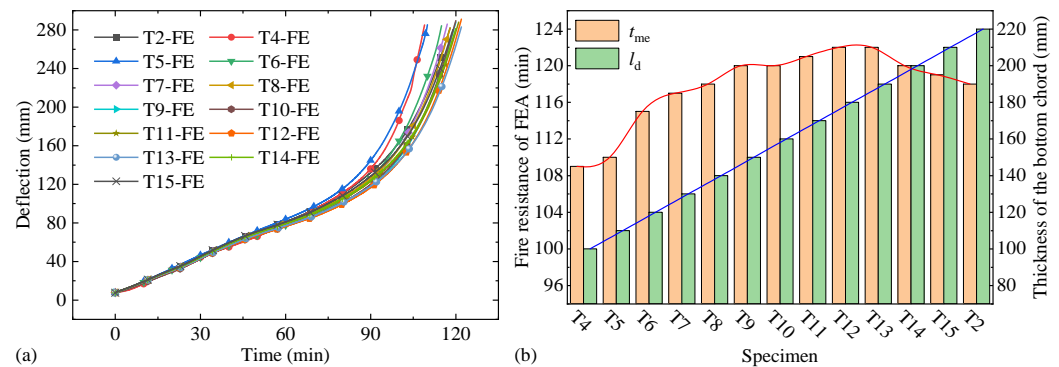 Deflection (mm)
280
240
200
160
120
80
40
0
T2-FE T4-FE
T5-FE T6-FE
T7-FE T8-FE
T9-FE T10-FE
T11-FE T12-FE
T13-FE T14-FE
T15-FE
0 30 60 90 120
(a) Time (min)
Fire resistance of FEA (min)
124
120
116
112
108
104
100
96
tme
ld
220
200
180
160
140
120
100
80
Thickness of the bottom chord (mm)
T4 T5 T6 T7 T8 T9 T10 T11 T12 T13 T14 T15 T2
(b) Specimen